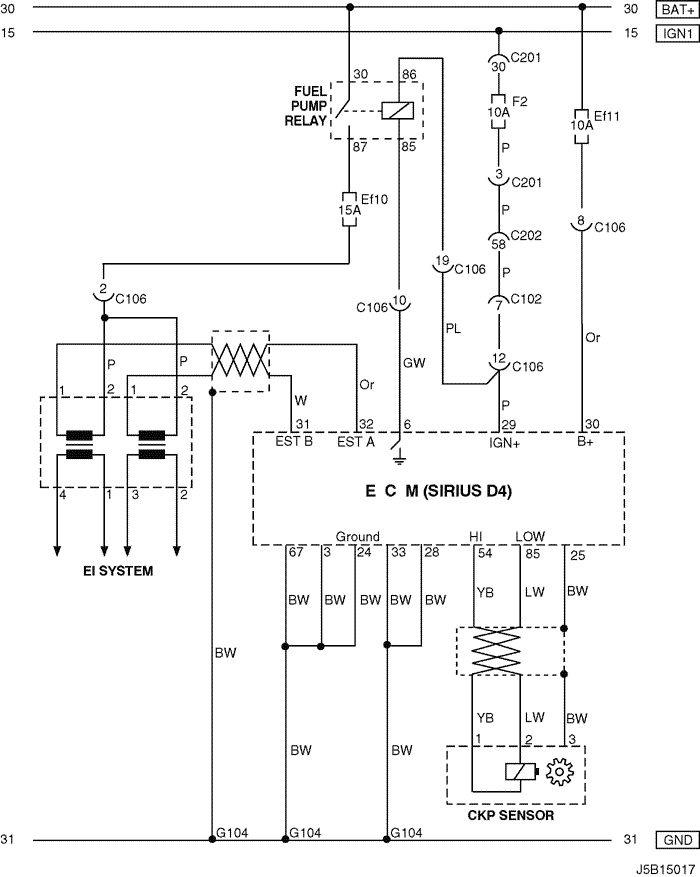 30 30 BAT+
15 15 IGN1
C201
30
30 86
FUEL PUMP RELAY
F2
10A
Ef11
10A
87 85
P
3
C201
Ef10
15A
P
8
C106
C202
58
19
C106
P
2
C106
C106
10
7
C102
PL
Or
12
C106
P P
GW
1 2 1 2
Or
W
P
31 32 6 29 30
EST B EST A IGN+ B+
E C M (SIRIUS D4)
4 1 3 2
Ground HI LOW
67 3 24 33 28 54 85 25
EI SYSTEM
BW BW BW BW BW YB LW BW
BW
YB LW BW
1 2 3
BW BW
CKP SENSOR
31 G104 G104 G104 31 GND
J5B15017